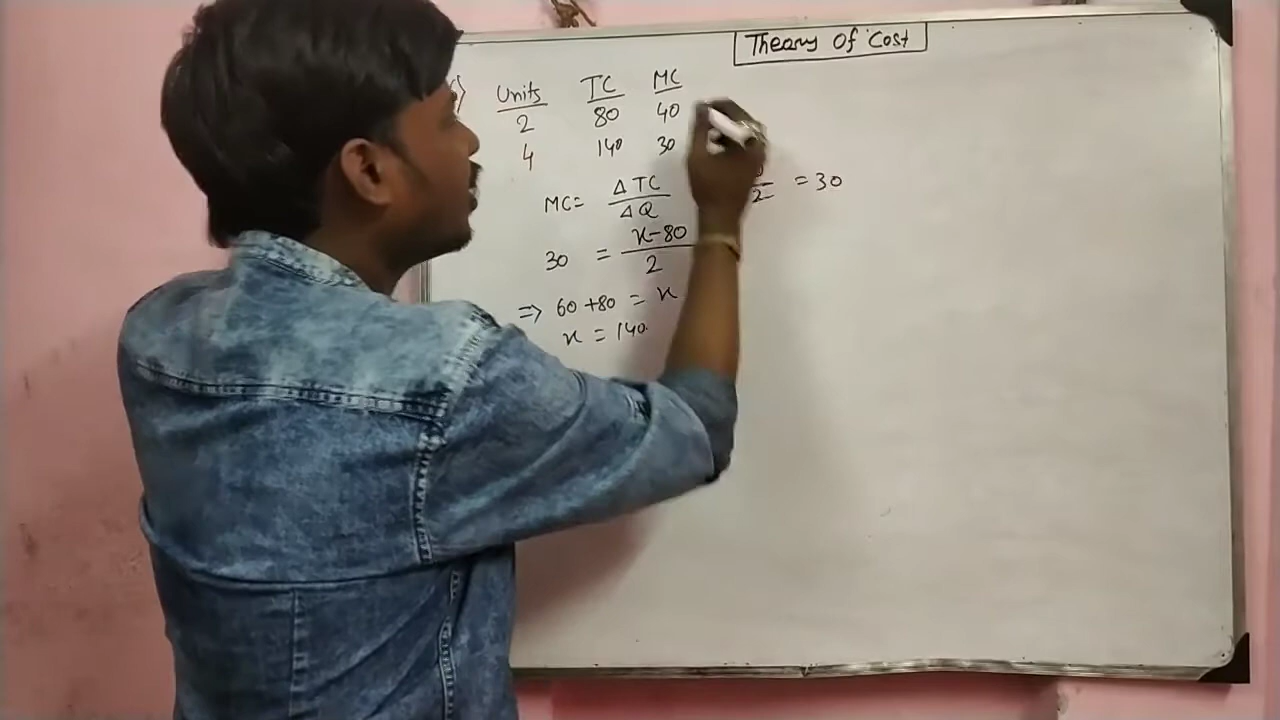 Theory Of Cost
Units TC MC
2 80 40
4 140 30
MC= ΔTC/ΔQ /2 =30
30 = x-80/2
⇒ 60 +80 = x
x = 140.